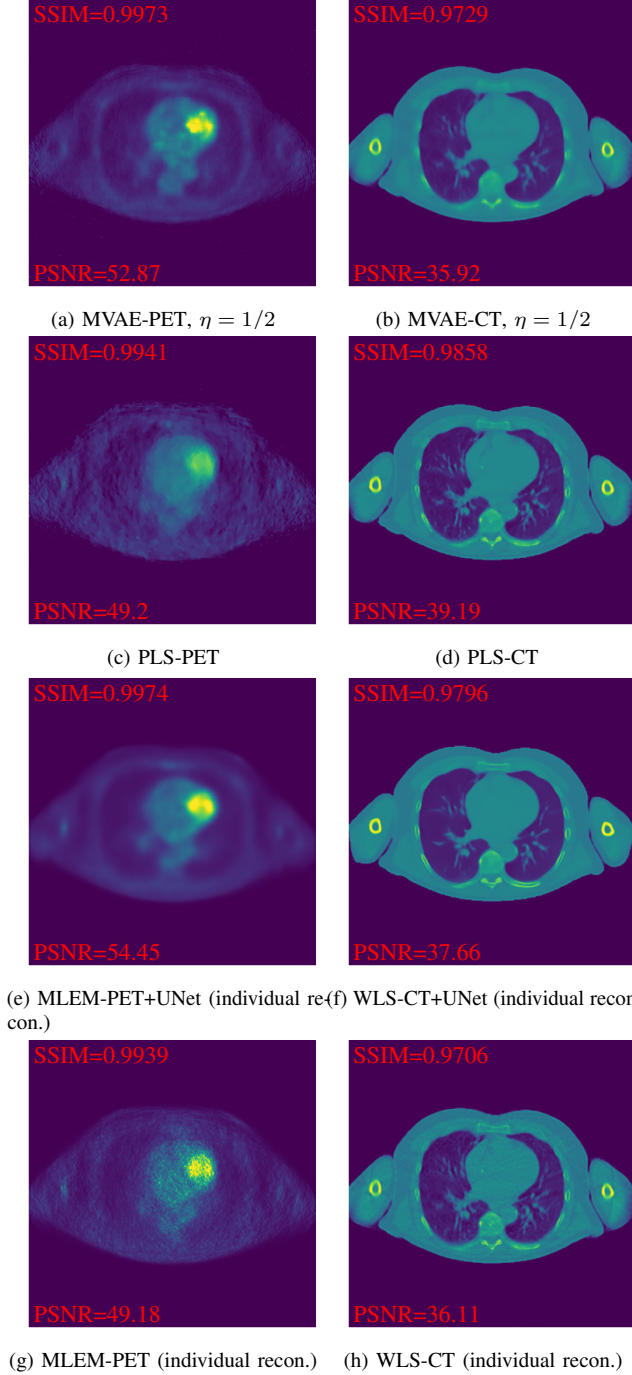 SSIM=0.9973
SSIM=0.9729
PSNR=52.87
PSNR=35.92
(a) MVAE-PET, η = 1/2
(b) MVAE-CT, η = 1/2
SSIM=0.9941
SSIM=0.9858
PSNR=49.2
PSNR=39.19
(c) PLS-PET
(d) PLS-CT
SSIM=0.9974
SSIM=0.9796
PSNR=54.45
PSNR=37.66
(e) MLEM-PET+UNet (individual re-
con.)
(f) WLS-CT+UNet (individual recon
SSIM=0.9939
SSIM=0.9706
PSNR=49.18
PSNR=36.11
(g) MLEM-PET (individual recon.)
(h) WLS-CT (individual recon.)